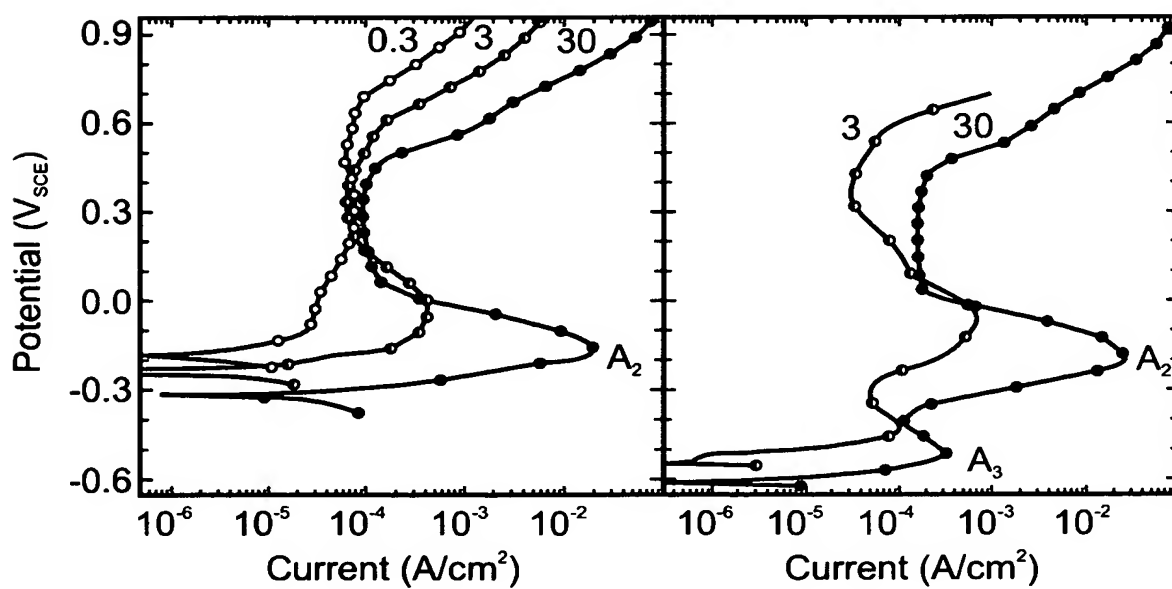 0.9
0.6
0.3
0.0
-0.3
-0.6
Potential (V_SCE)
0.3
3
30
A₂
3
30
A₂
A₃
10⁻⁶ 10⁻⁵ 10⁻⁴ 10⁻³ 10⁻²
10⁻⁶ 10⁻⁵ 10⁻⁴ 10⁻³ 10⁻²
Current (A/cm²)
Current (A/cm²)